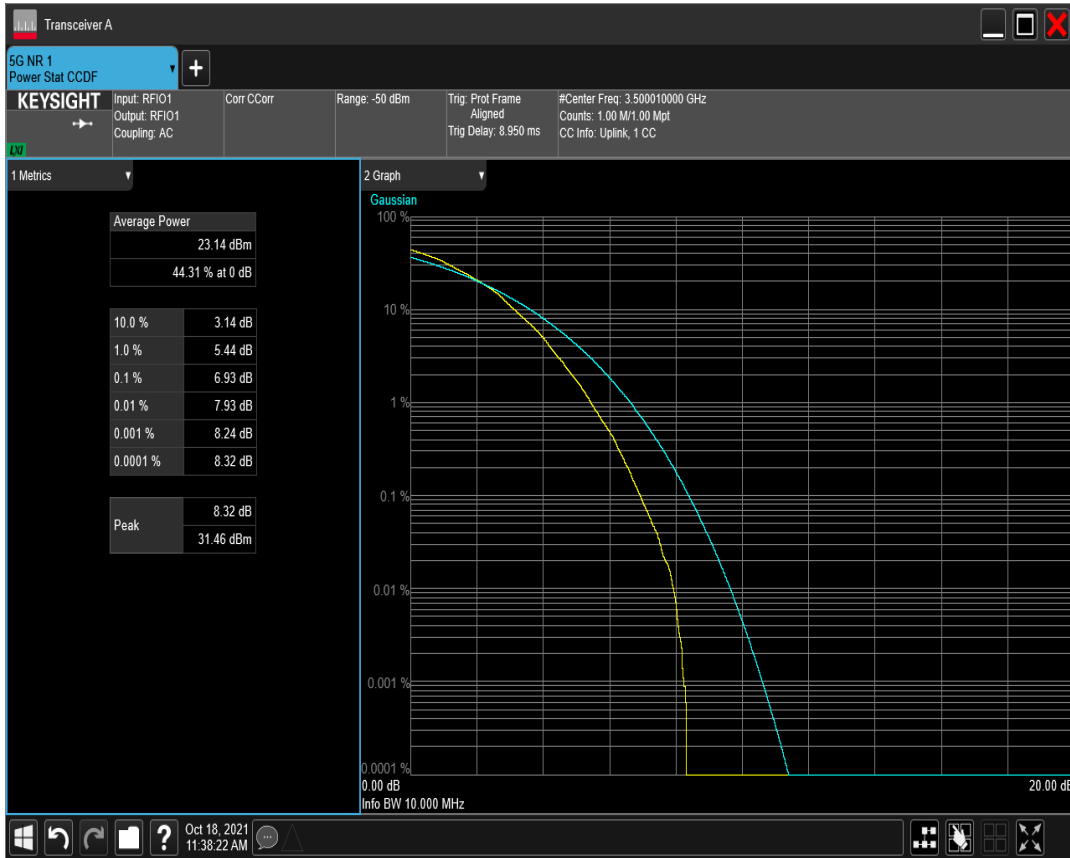 Transceiver A
5G NR 1
Power Stat CCDF
KEYSIGHT
LXI
Input: RFIO1
Output: RFIO1
Coupling: AC
Corr CCorr
Range: -50 dBm
Trig: Prot Frame
Aligned
Trig Delay: 8.950 ms
#Center Freq: 3.500010000 GHz
Counts: 1.00 M/1.00 Mpt
CC Info: Uplink, 1 CC
1 Metrics
Average Power
23.14 dBm
44.31 % at 0 dB
10.0 % 3.14 dB
1.0 % 5.44 dB
0.1 % 6.93 dB
0.01 % 7.93 dB
0.001 % 8.24 dB
0.0001 % 8.32 dB
Peak 8.32 dB
31.46 dBm
2 Graph
Gaussian
100 %
10 %
1 %
0.1 %
0.01 %
0.001 %
0.0001 %
0.00 dB 20.00 dB
Info BW 10.000 MHz
Oct 18, 2021
11:38:22 AM